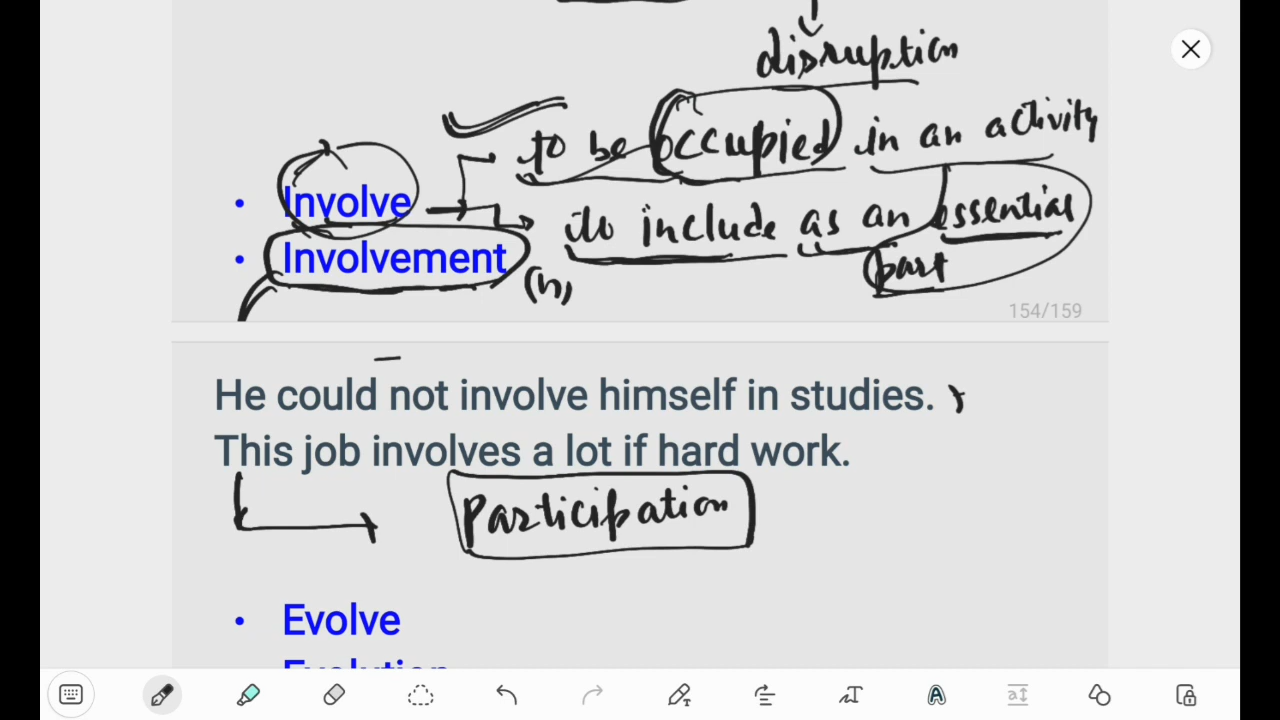 disruption
to be occupied in an activity
• Involve
to include as an essential
• Involvement
(n)
part
154/159
He could not involve himself in studies.
This job involves a lot if hard work.
Participation
• Evolve
Evolution